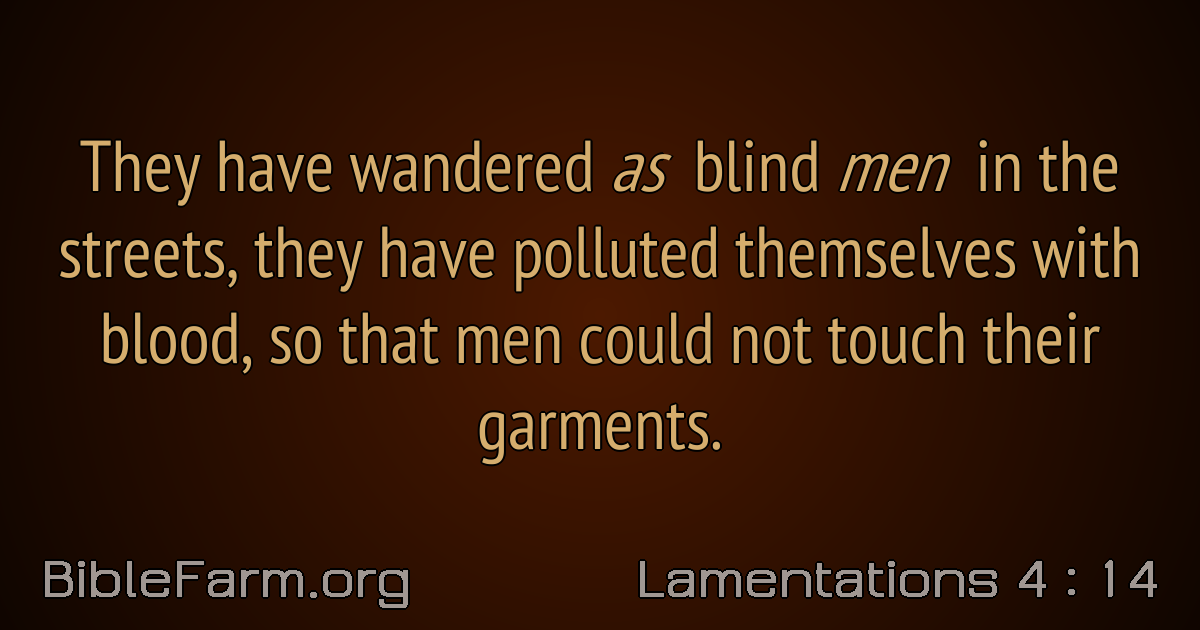 They have wandered as blind men in the
streets, they have polluted themselves with
blood, so that men could not touch their
garments.
BibleFarm.org
Lamentations 4 : 14